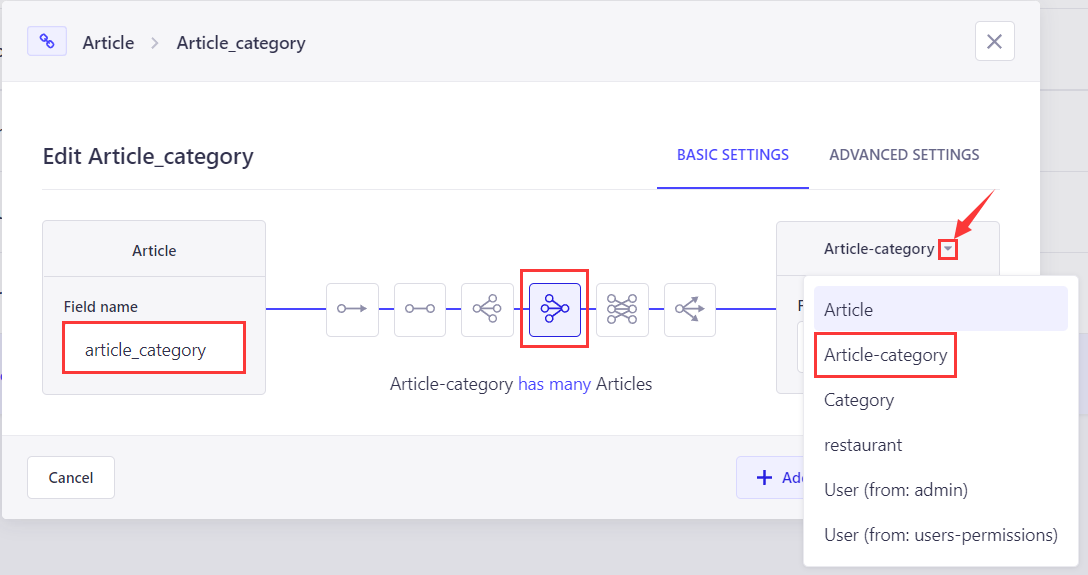 Article > Article_category
Edit Article_category
BASIC SETTINGS
ADVANCED SETTINGS
Article
Article-category
Field name
article_category
Article-category has many Articles
Article
Article-category
Category
restaurant
User (from: admin)
User (from: users-permissions)
Cancel